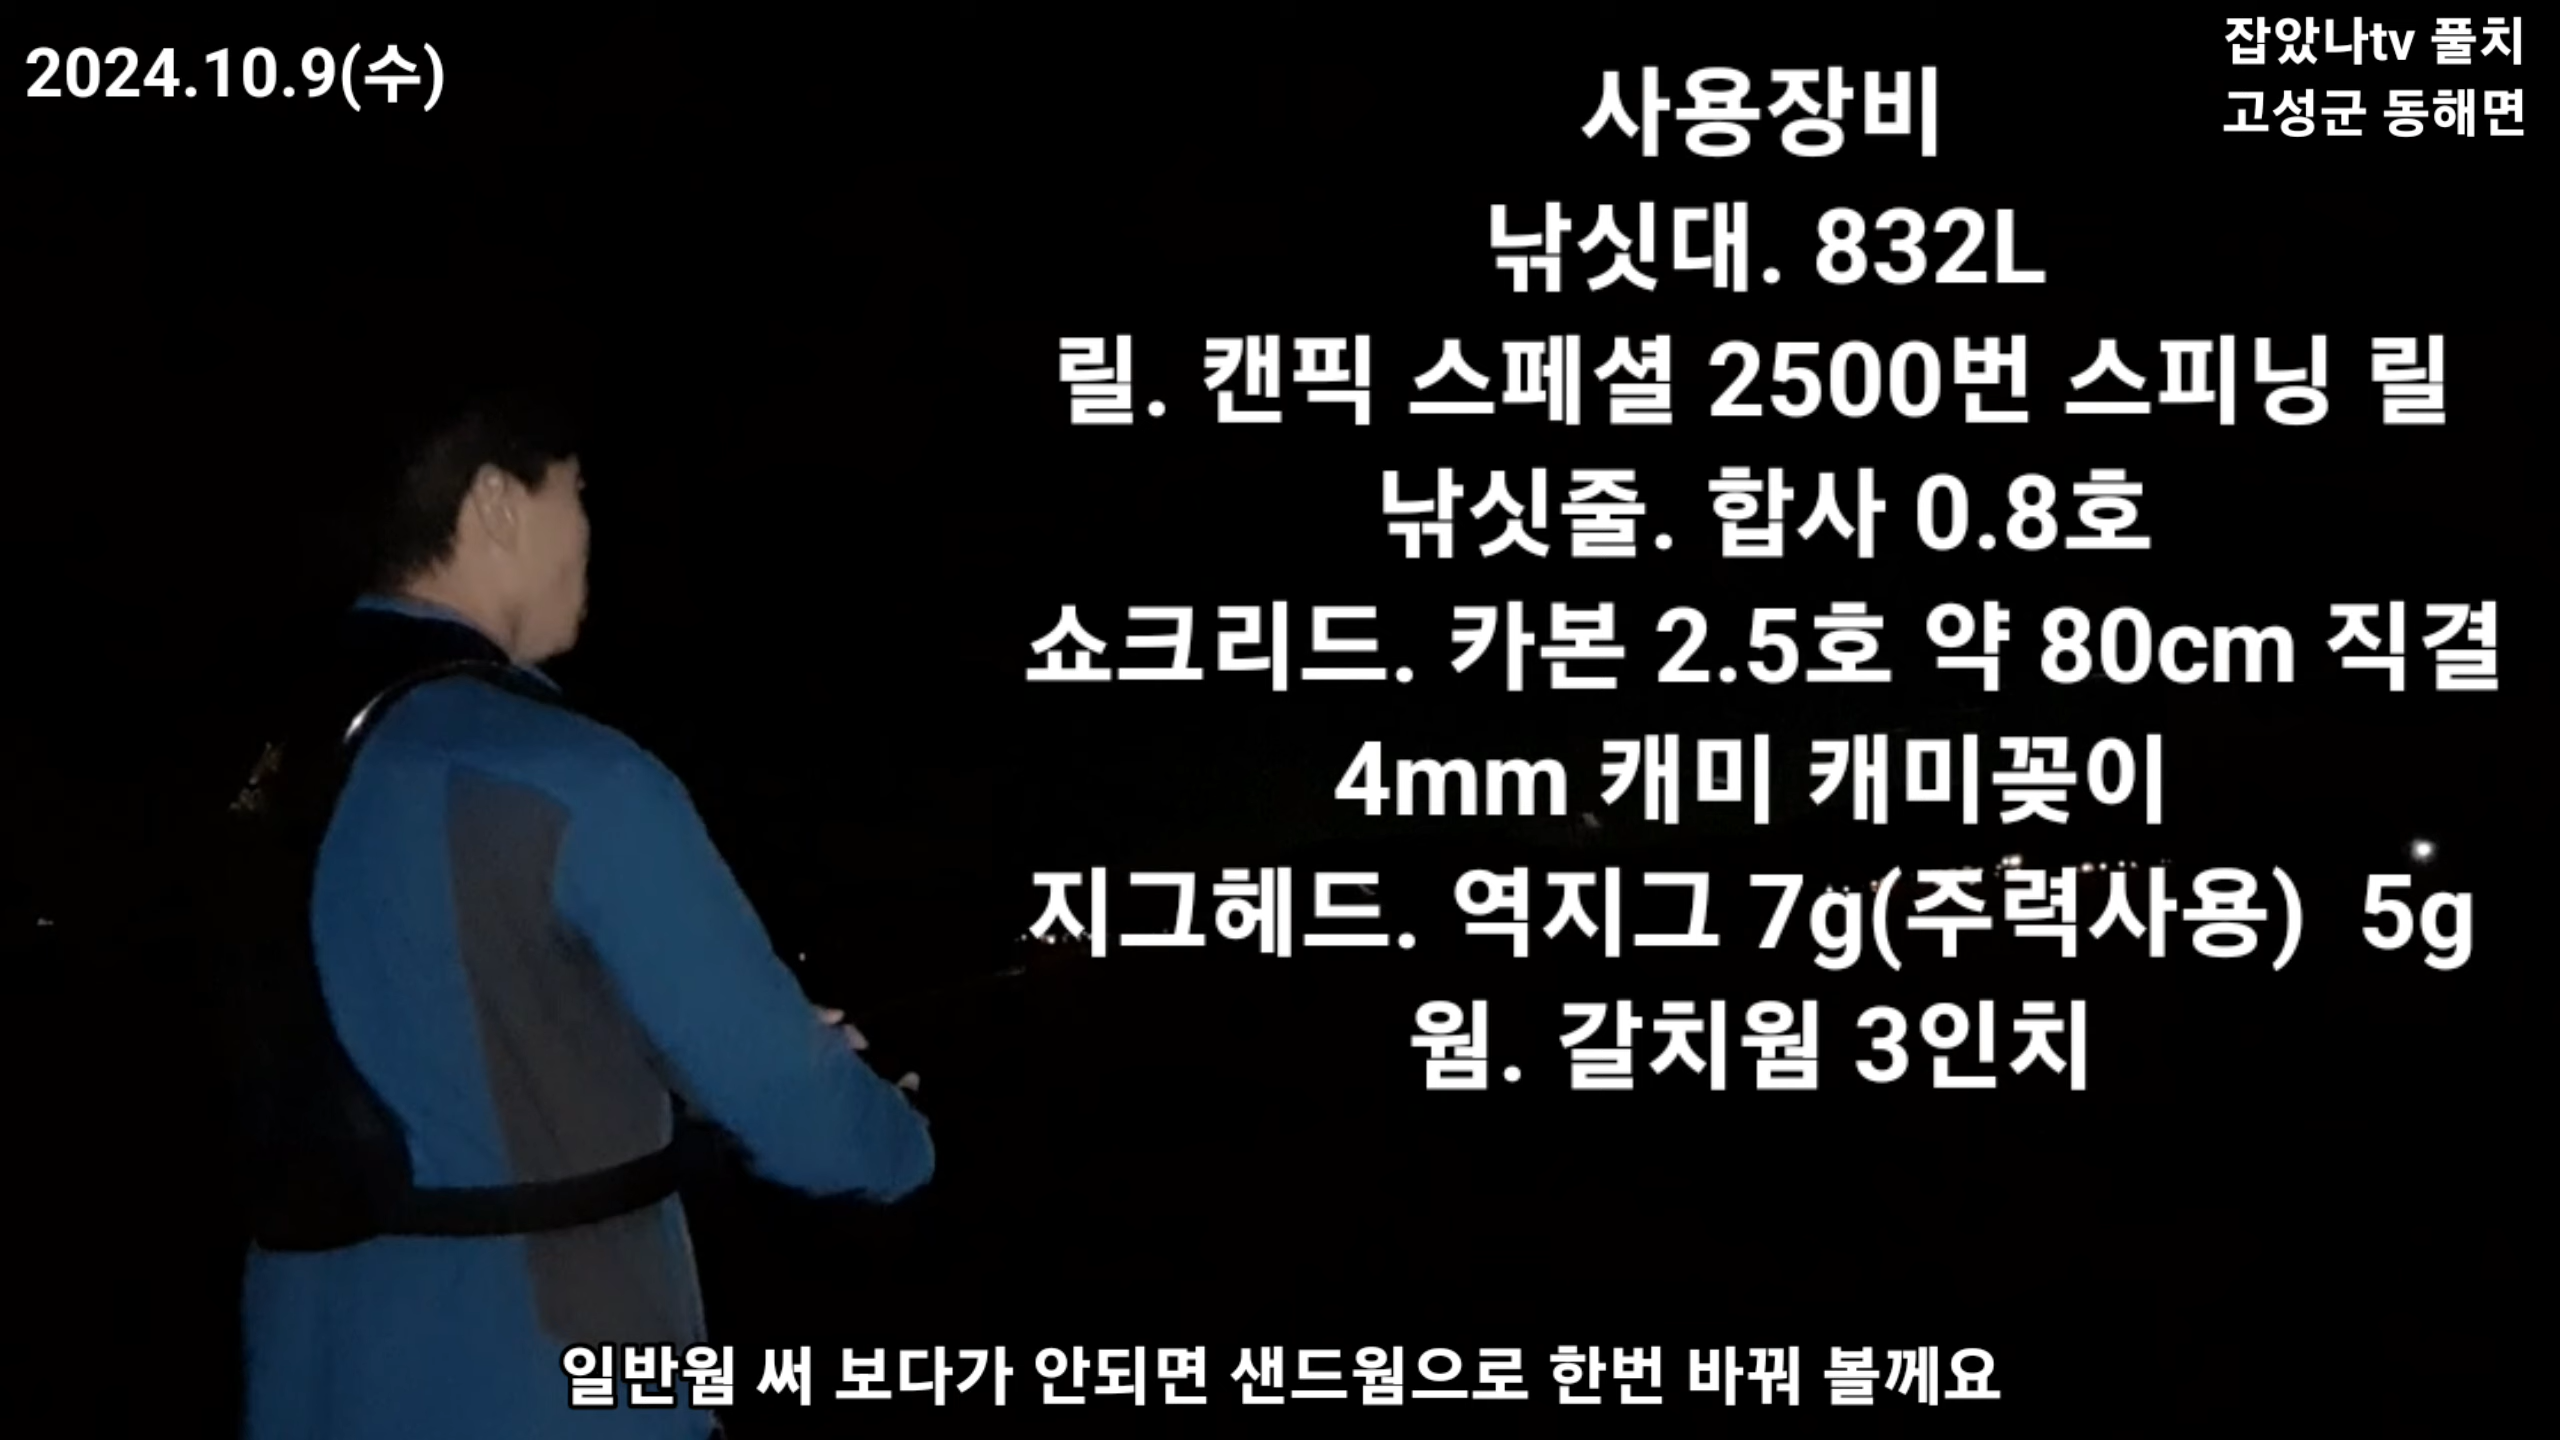 2024.10.9(수)
잡았나tv 풀치
고성군 동해면
사용장비
낚싯대. 832L
릴. 캔픽 스페셜 2500번 스피닝 릴
낚싯줄. 합사 0.8호
쇼크리드. 카본 2.5호 약 80cm 직결
4mm 캐미 캐미꽂이
지그헤드. 역지그 7g(주력사용)  5g
웜. 갈치웜 3인치
일반웜 써 보다가 안되면 샌드웜으로 한번 바꿔 볼께요